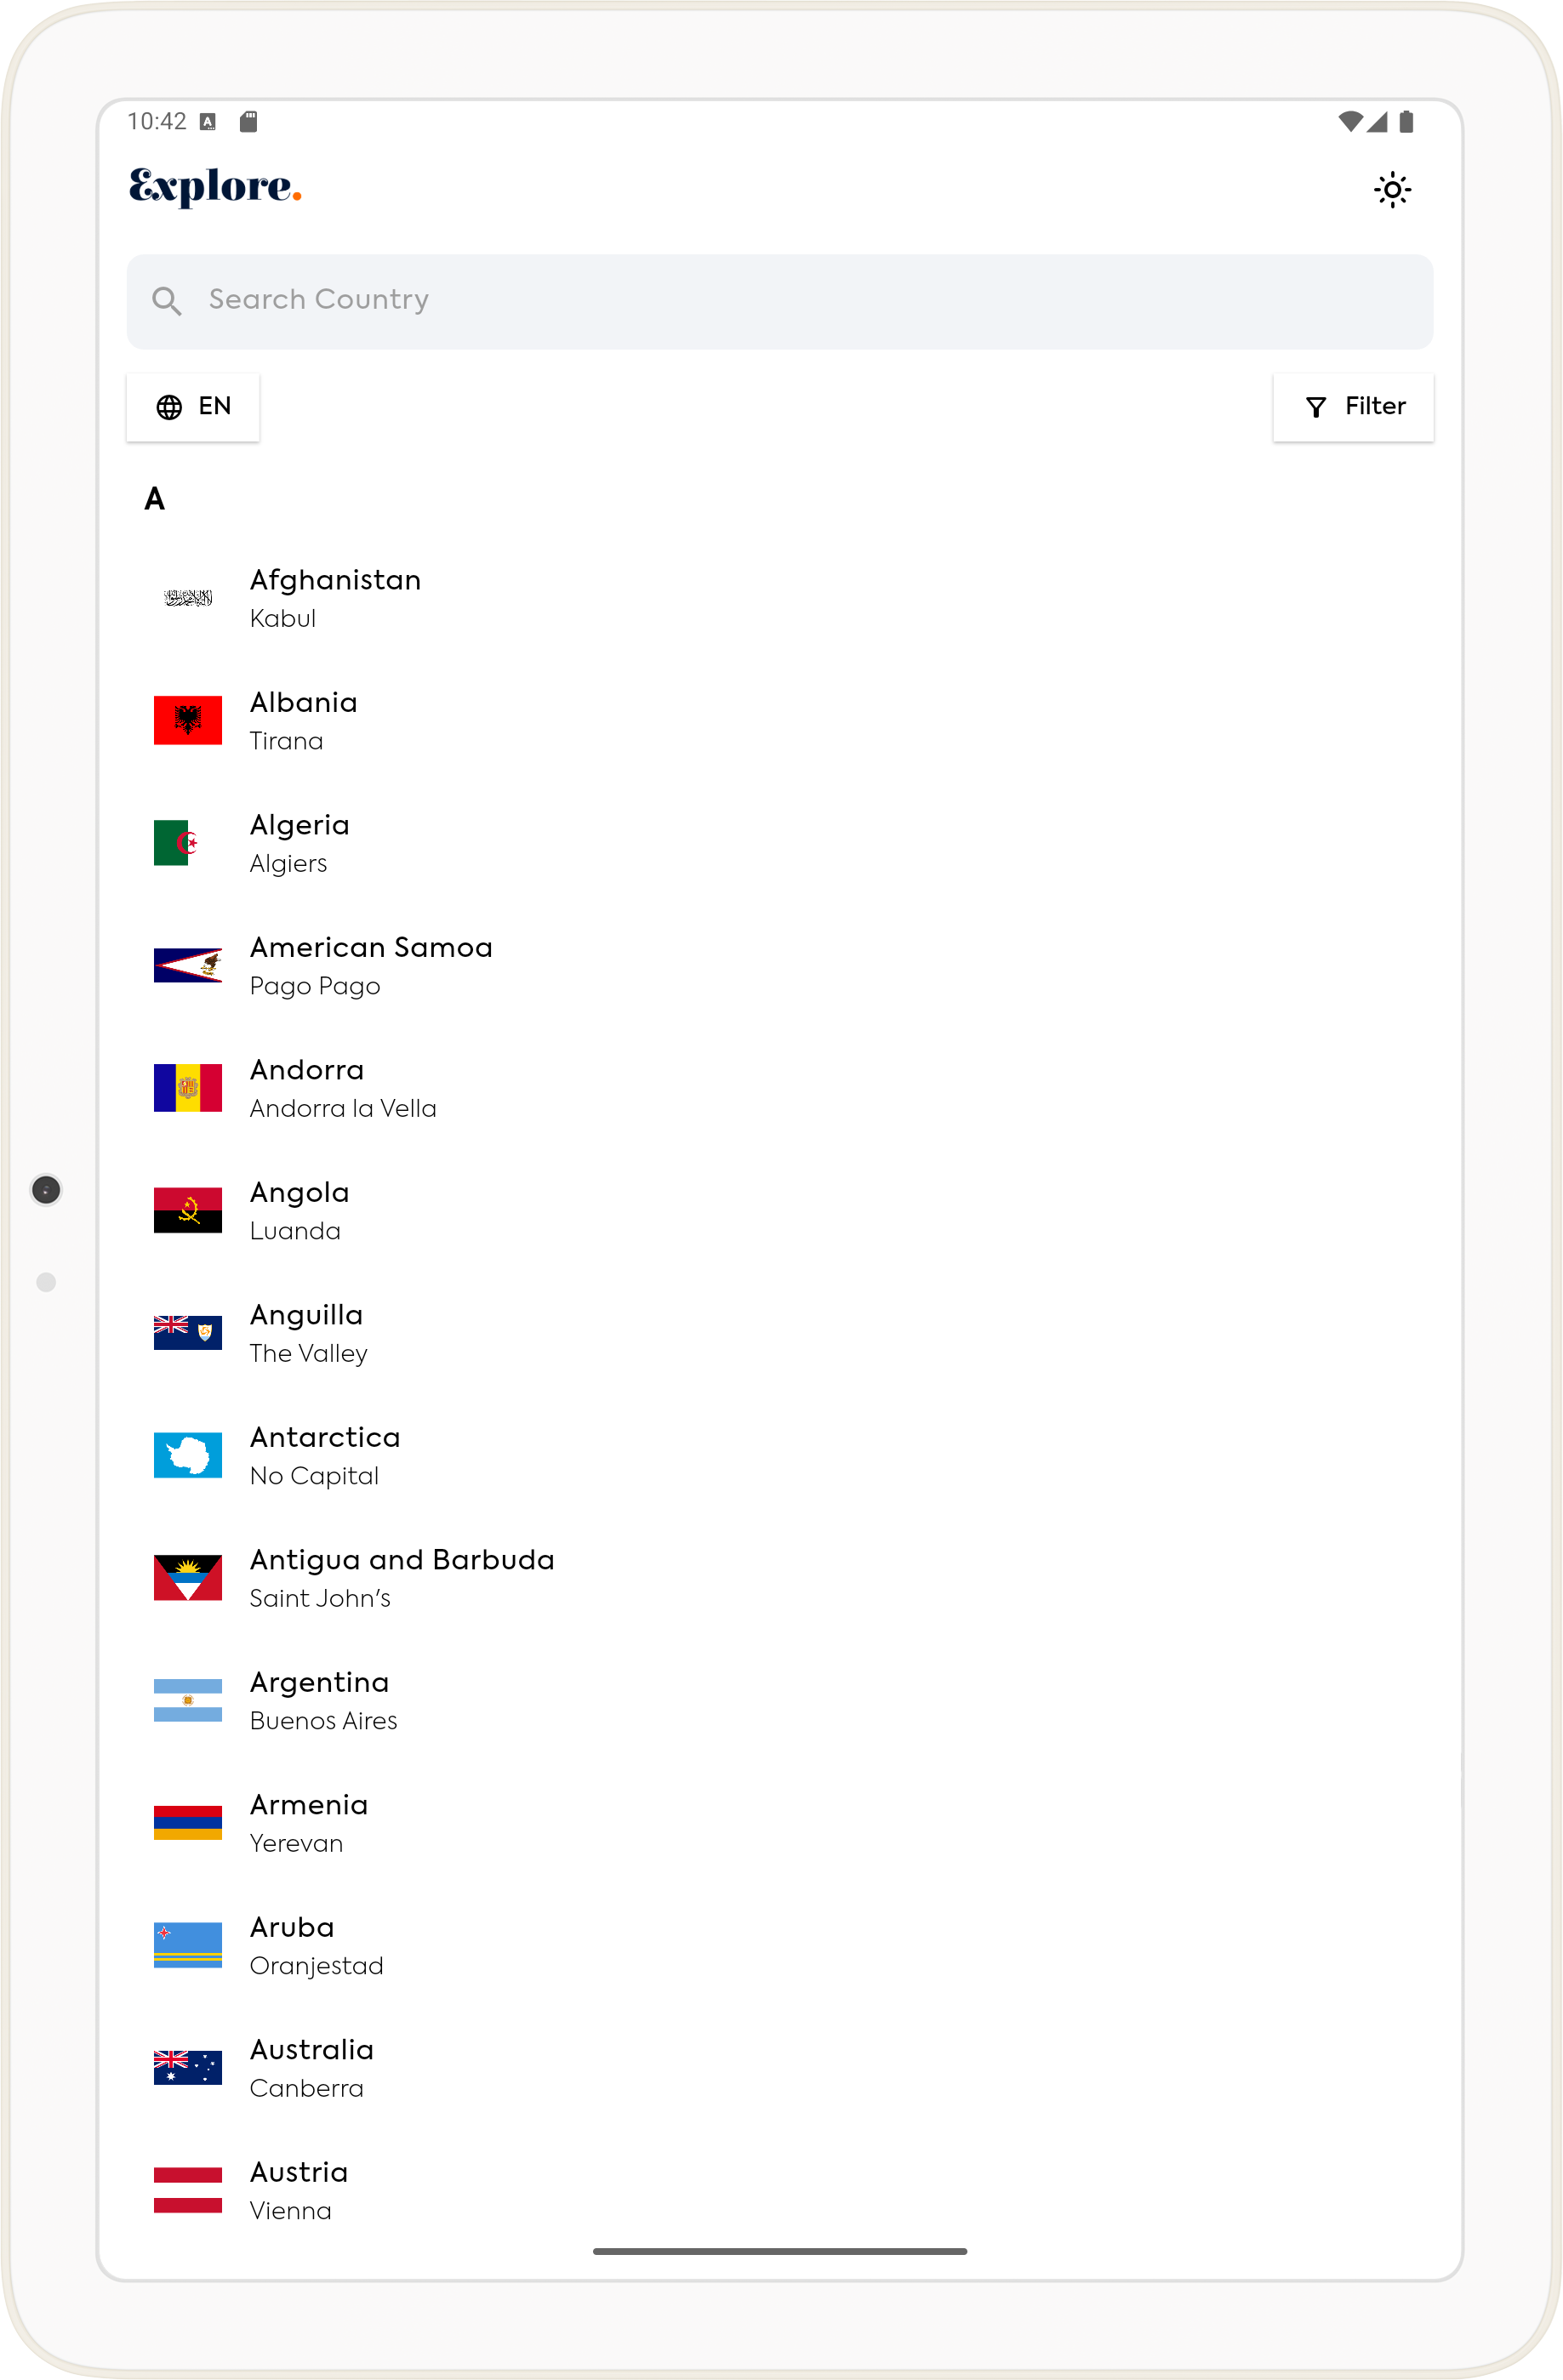 10:42
Explore.
Search Country
EN
Filter
A
Afghanistan
Kabul
Albania
Tirana
Algeria
Algiers
American Samoa
Pago Pago
Andorra
Andorra la Vella
Angola
Luanda
Anguilla
The Valley
Antarctica
No Capital
Antigua and Barbuda
Saint John's
Argentina
Buenos Aires
Armenia
Yerevan
Aruba
Oranjestad
Australia
Canberra
Austria
Vienna